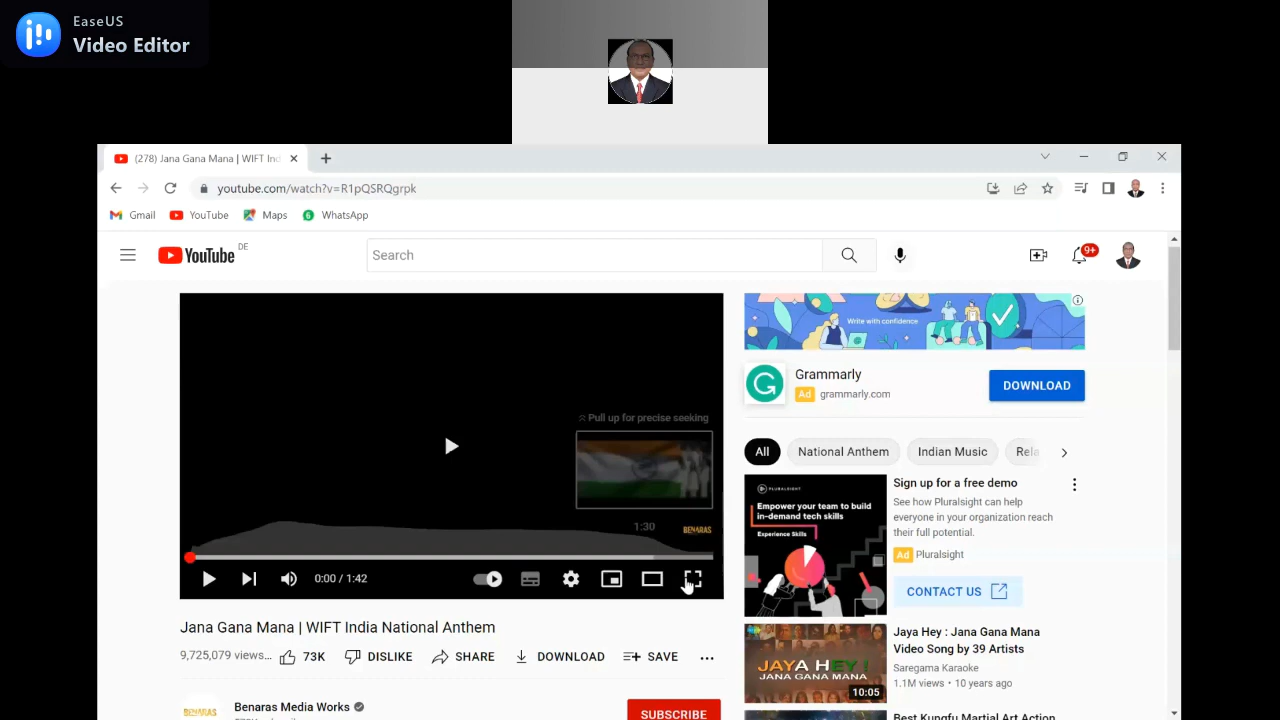 EaseUS
Video Editor
(278) Jana Gana Mana | WIFT Ind
youtube.com/watch?v=R1pQSRQgrpk
Gmail YouTube Maps WhatsApp
YouTube DE
Search
9+
Write with confidence
Grammarly
Ad grammarly.com
DOWNLOAD
Pull up for precise seeking
1:30
BENARAS
0:00 / 1:42
All National Anthem Indian Music Rela
PLURALSIGHT
Empower your team to build
in-demand tech skills
Experience Skills
Sign up for a free demo
See how Pluralsight can help
everyone in your organization reach
their full potential.
Ad Pluralsight
CONTACT US
Jana Gana Mana | WIFT India National Anthem
9,725,079 views... 73K DISLIKE SHARE DOWNLOAD SAVE
JAYA HEY !
JANA GANA MANA
10:05
Jaya Hey : Jana Gana Mana
Video Song by 39 Artists
Saregama Karaoke
1.1M views • 10 years ago
BENARAS
Benaras Media Works
SUBSCRIBE
Best Kungfu Martial Art Action